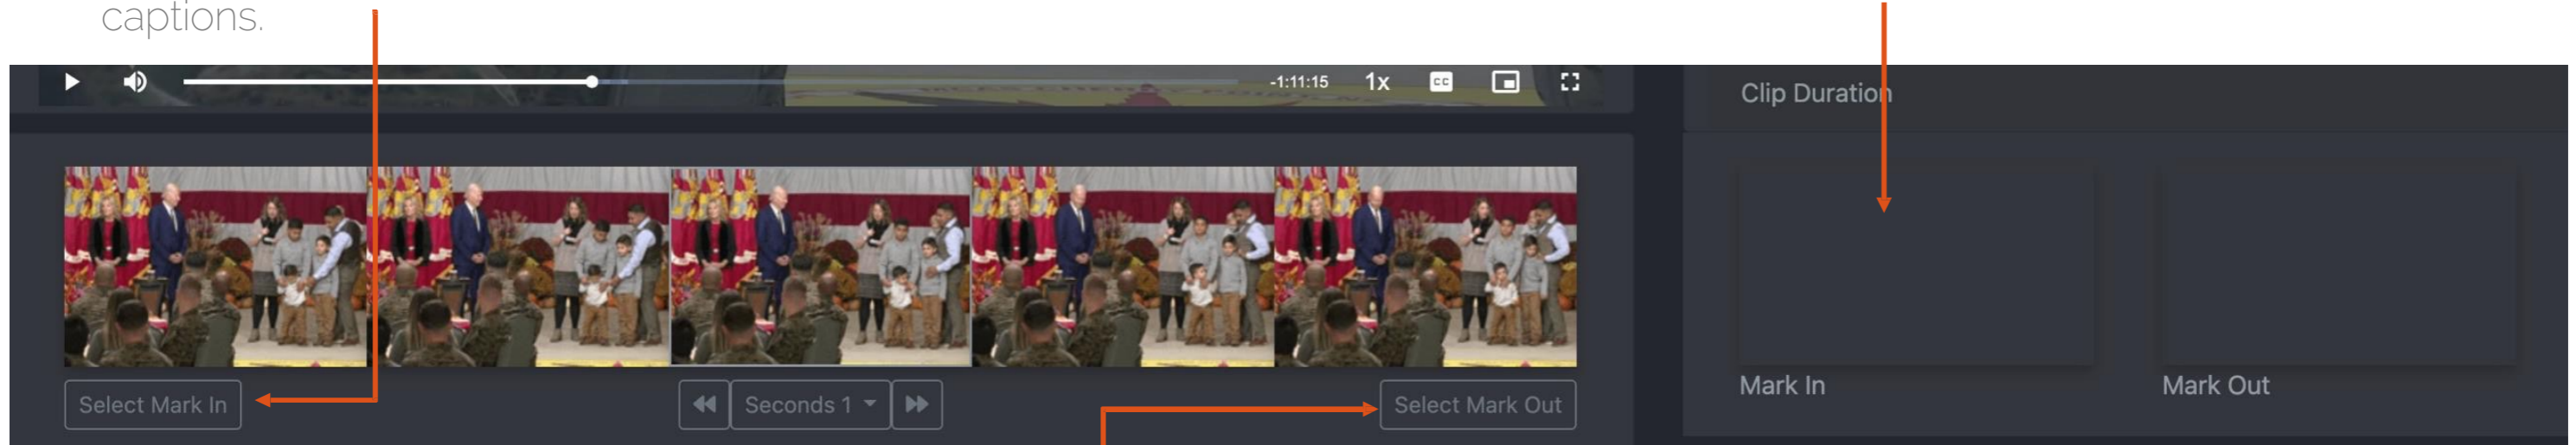 captions.
-1:11:15 1x CC
Clip Duration
Select Mark In
Seconds 1
Select Mark Out
Mark In
Mark Out